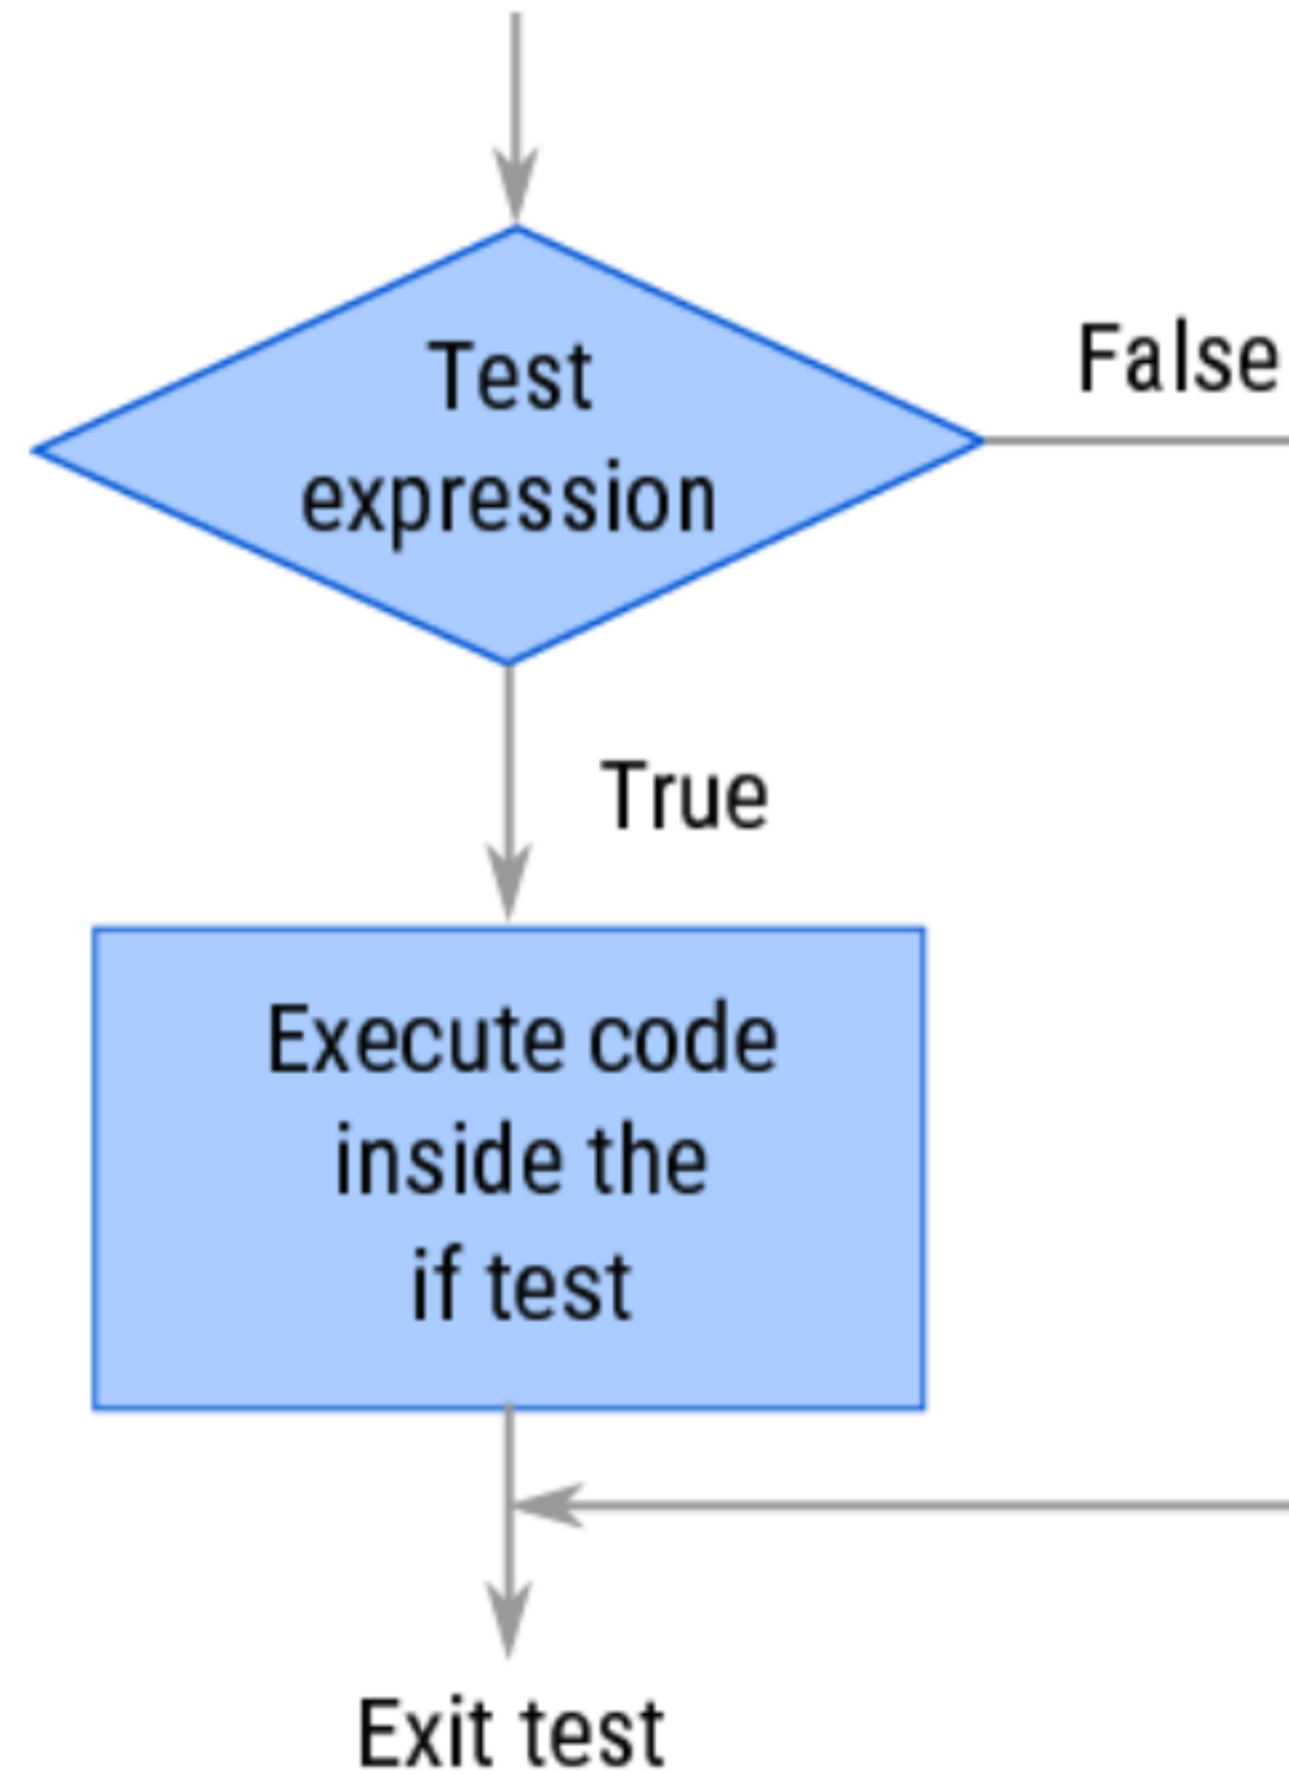 Test
expression
False
True
Execute code
inside the
if test
Exit test